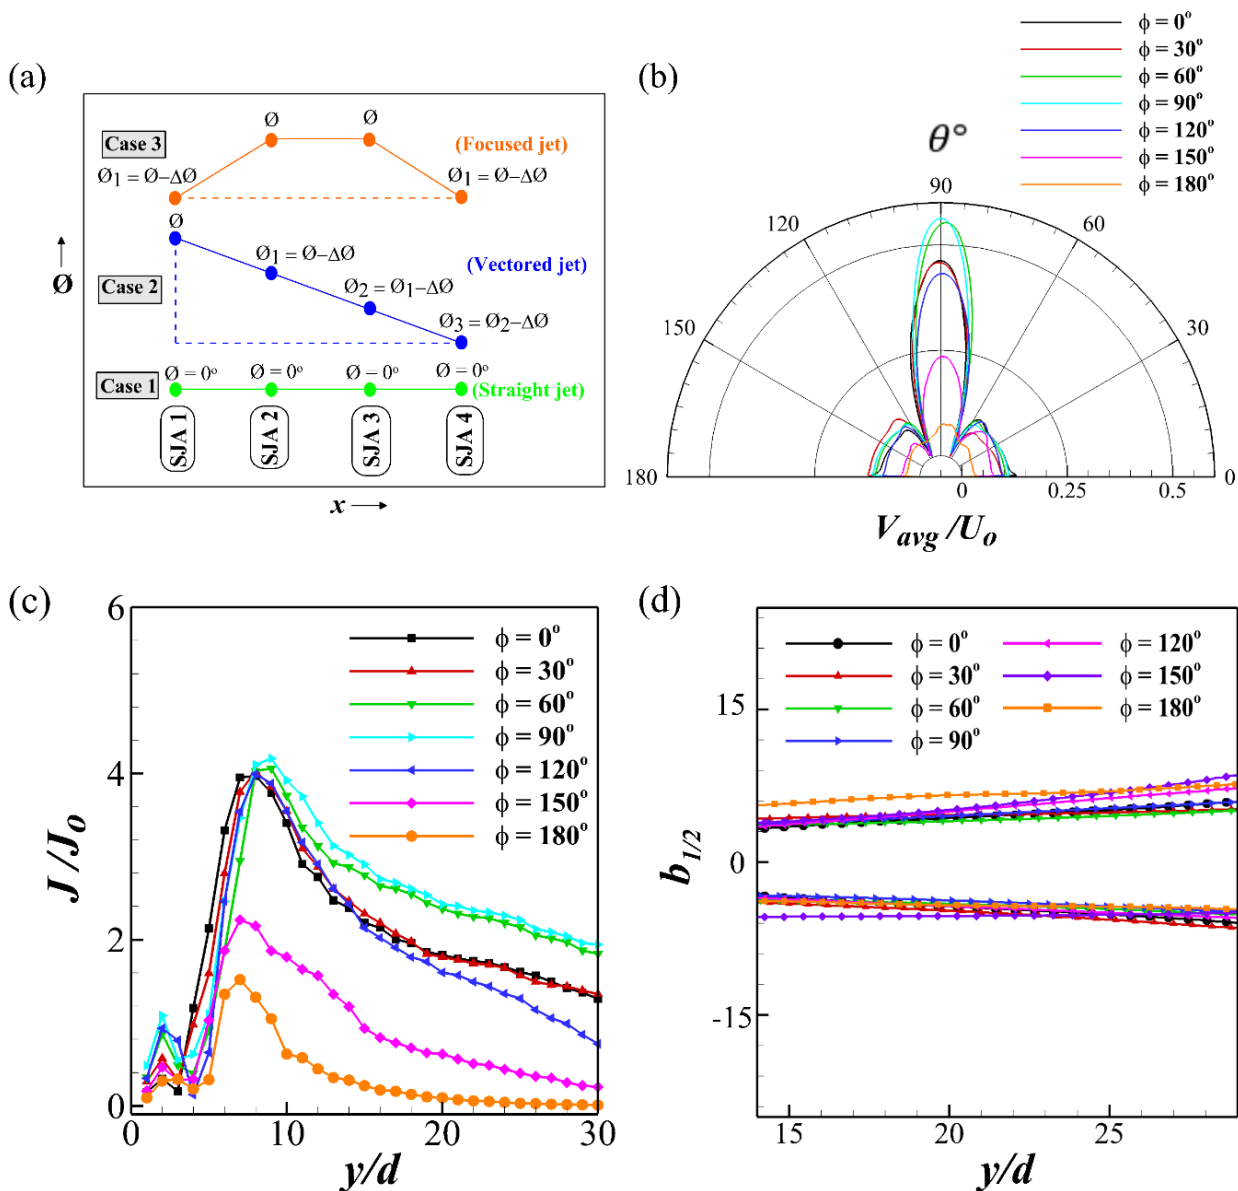 (a)
Case 3
Ø
Ø
(Focused jet)
Ø1 = Ø–ΔØ
Ø1 = Ø–ΔØ
Ø
Ø1 = Ø–ΔØ
(Vectored jet)
Case 2
Ø2 = Ø1–ΔØ
Ø3 = Ø2–ΔØ
Ø
Case 1
Ø = 0°
Ø = 0°
Ø = 0°
Ø = 0°
(Straight jet)
SJA 1
SJA 2
SJA 3
SJA 4
x
(b)
ϕ = 0°
ϕ = 30°
ϕ = 60°
ϕ = 90°
ϕ = 120°
ϕ = 150°
ϕ = 180°
θ°
90
120
60
150
30
180
0
0
0.25
0.5
Vavg /Uo
(c)
6
4
2
0
J/Jo
ϕ = 0°
ϕ = 30°
ϕ = 60°
ϕ = 90°
ϕ = 120°
ϕ = 150°
ϕ = 180°
0
10
20
30
y/d
(d)
ϕ = 0°
ϕ = 30°
ϕ = 60°
ϕ = 90°
ϕ = 120°
ϕ = 150°
ϕ = 180°
15
0
-15
b1/2
15
20
25
y/d